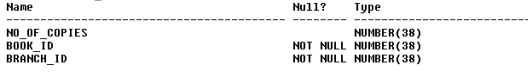 Name Null? Type
----------------------------------------- -------- ----------------------------
NO_OF_COPIES NUMBER(38)
BOOK_ID NOT NULL NUMBER(38)
BRANCH_ID NOT NULL NUMBER(38)